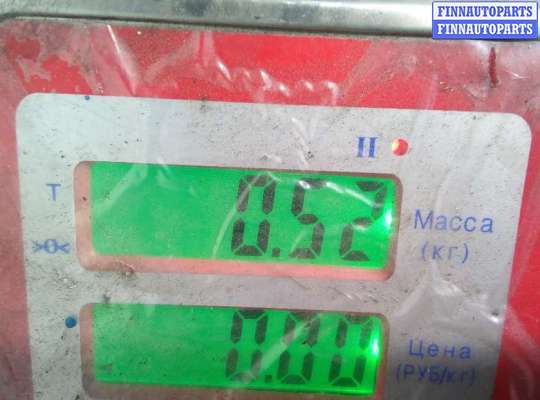 FINNAUTOPARTS
FINNAUTOPARTS
II
T
0.52
Масса
(кг)
>0<
0.00
Цена
(РУБ/кг)